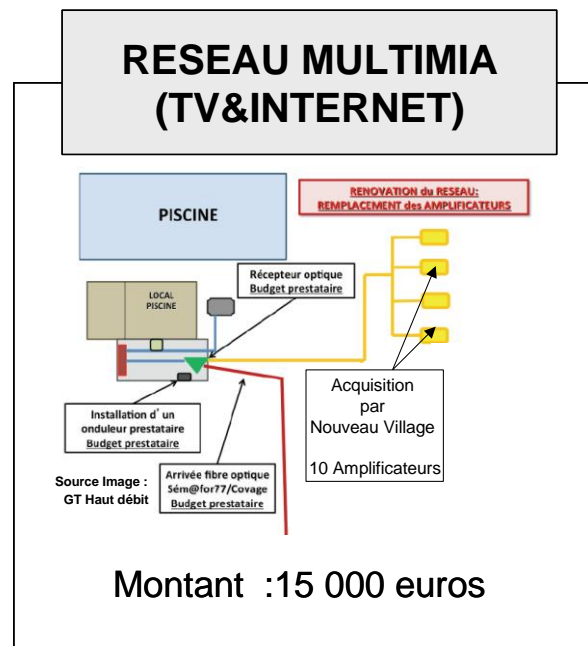 RESEAU MULTIMIA
(TV&INTERNET)
RENOVATION du RESEAU:
REMPLACEMENT des AMPLIFICATEURS
PISCINE
Récepteur optique
Budget prestataire
LOCAL
PISCINE
Acquisition
par
Nouveau Village
10 Amplificateurs
Installation d' un
onduleur prestataire
Budget prestataire
Source Image :
GT Haut débit
Arrivée fibre optique
Sém@for77/Covage
Budget prestataire
Montant :15 000 euros